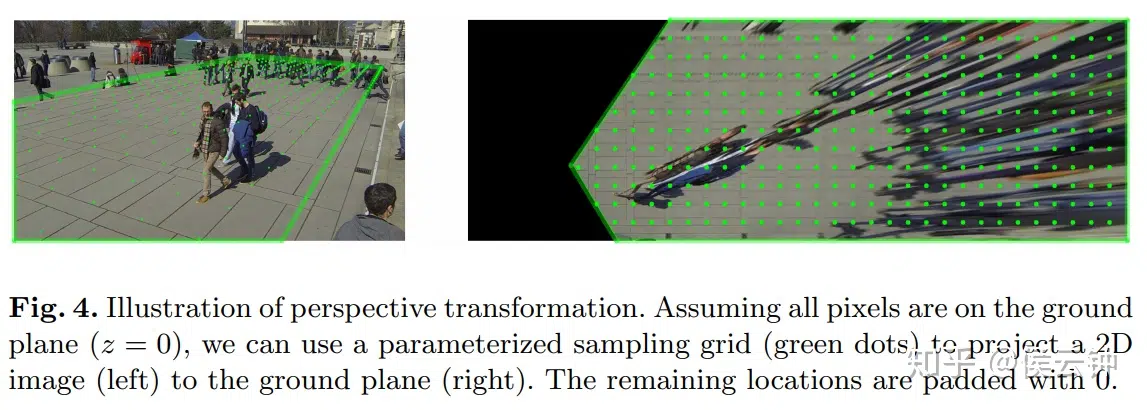 Fig. 4. Illustration of perspective transformation. Assuming all pixels are on the ground
plane (z = 0), we can use a parameterized sampling grid (green dots) to project a 2D
image (left) to the ground plane (right). The remaining locations are padded with 0.
知乎 @侯云钟